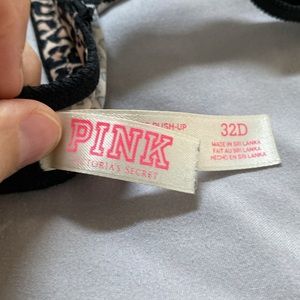 PUSH-UP
PINK
VICTORIA'S SECRET
32D
MADE IN SRI LANKA
FAIT AU SRI LANKA
HECHO EN SRI LANKA